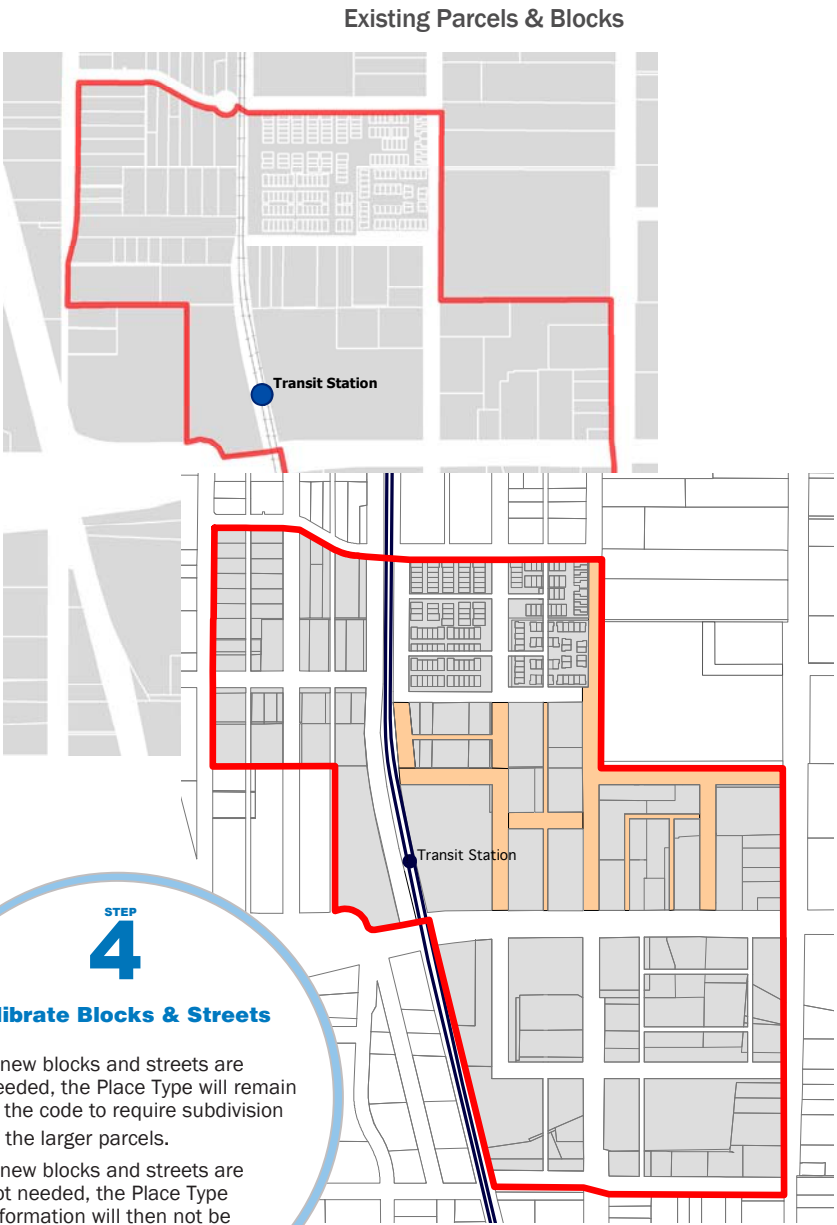 Existing Parcels & Blocks
Transit Station
Transit Station
STEP
4
librate Blocks & Streets
new blocks and streets are
eeded, the Place Type will remain
the code to require subdivision
the larger parcels.
new blocks and streets are
ot needed, the Place Type
formation will then not be